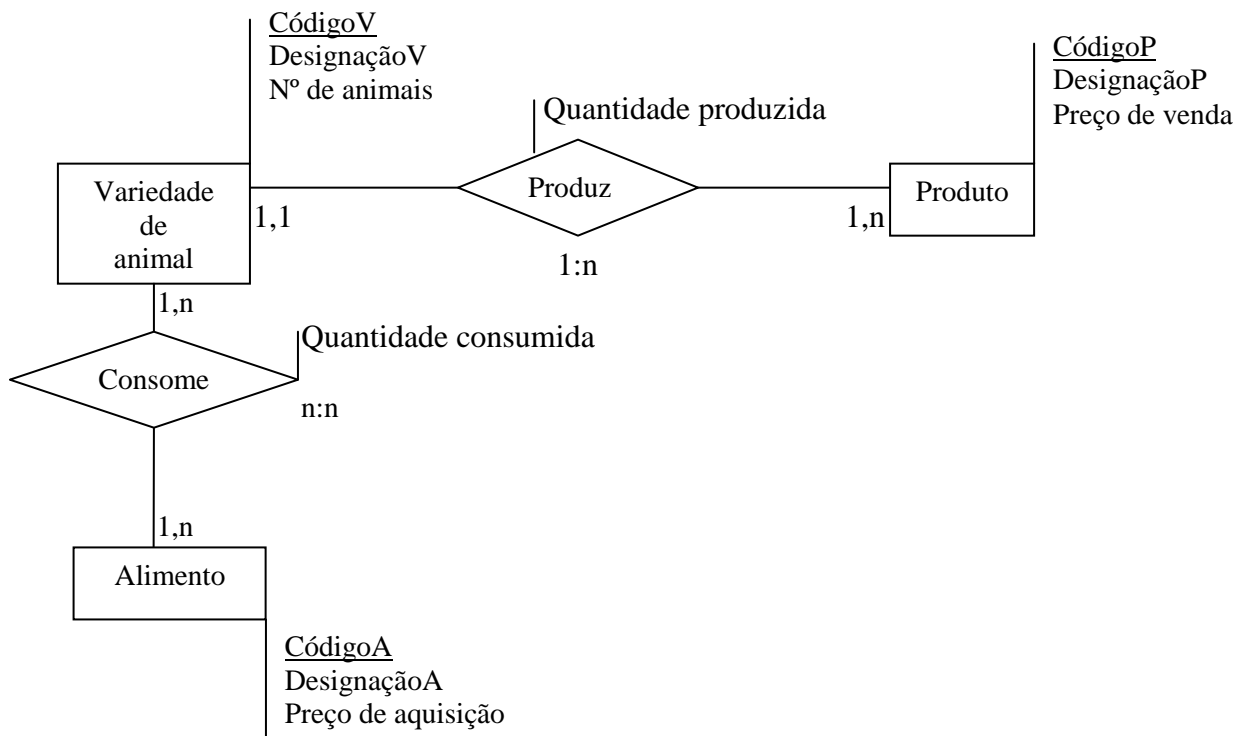 CódigoV
DesignaçãoV
Nº de animais
CódigoP
DesignaçãoP
Preço de venda
Quantidade produzida
Variedade
de
animal
Produz
Produto
1,1
1,n
1:n
1,n
Quantidade consumida
Consome
n:n
1,n
Alimento
CódigoA
DesignaçãoA
Preço de aquisição